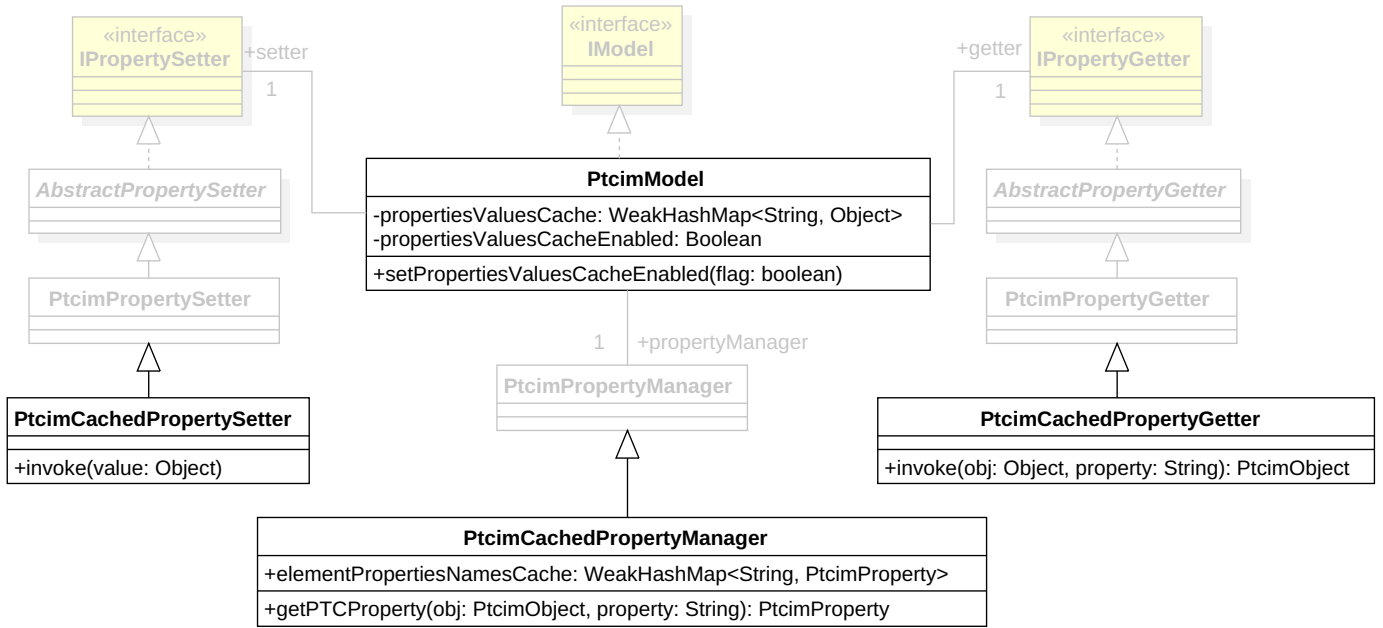 «interface»
IPropertySetter
+setter
1
«interface»
IModel
+getter
1
«interface»
IPropertyGetter
AbstractPropertySetter
PtcimModel
-propertiesValuesCache: WeakHashMap<String, Object>
-propertiesValuesCacheEnabled: Boolean
+setPropertiesValuesCacheEnabled(flag: boolean)
AbstractPropertyGetter
PtcimPropertySetter
PtcimPropertyGetter
1
+propertyManager
PtcimPropertyManager
PtcimCachedPropertySetter
+invoke(value: Object)
PtcimCachedPropertyGetter
+invoke(obj: Object, property: String): PtcimObject
PtcimCachedPropertyManager
+elementPropertiesNamesCache: WeakHashMap<String, PtcimProperty>
+getPTCProperty(obj: PtcimObject, property: String): PtcimProperty